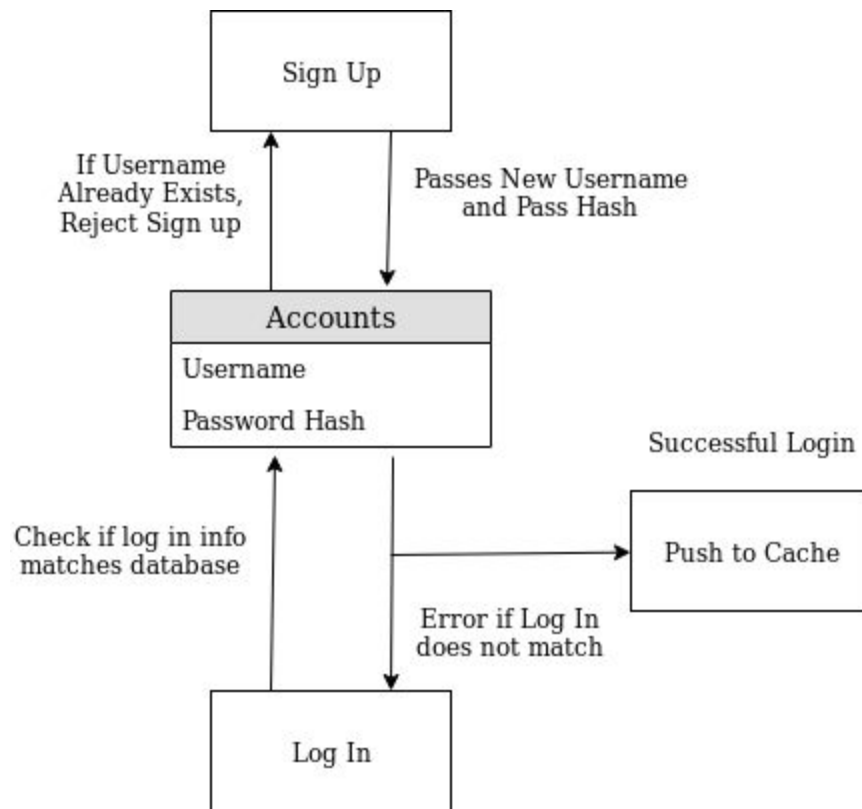 Sign Up
If Username
Already Exists,
Reject Sign up
Passes New Username
and Pass Hash
Accounts
Username
Password Hash
Successful Login
Push to Cache
Check if log in info
matches database
Error if Log In
does not match
Log In